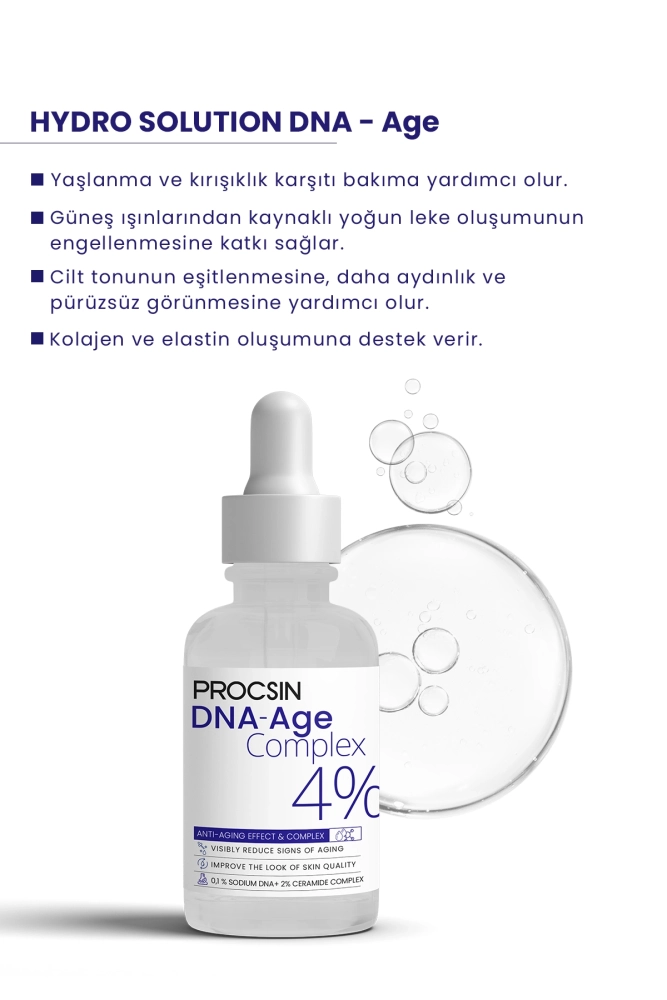 HYDRO SOLUTION DNA - Age
Yaşlanma ve kırışıklık karşıtı bakıma yardımcı olur.
Güneş ışınlarından kaynaklı yoğun leke oluşumunun
engellenmesine katkı sağlar.
Cilt tonunun eşitlenmesine, daha aydınlık ve
pürüzsüz görünmesine yardımcı olur.
Kolajen ve elastin oluşumuna destek verir.
PROCSIN
DNA-Age
Complex
4%
ANTI-AGING EFFECT & COMPLEX
VISIBLY REDUCE SIGNS OF AGING
IMPROVE THE LOOK OF SKIN QUALITY
0,1 % SODIUM DNA+ 2% CERAMIDE COMPLEX